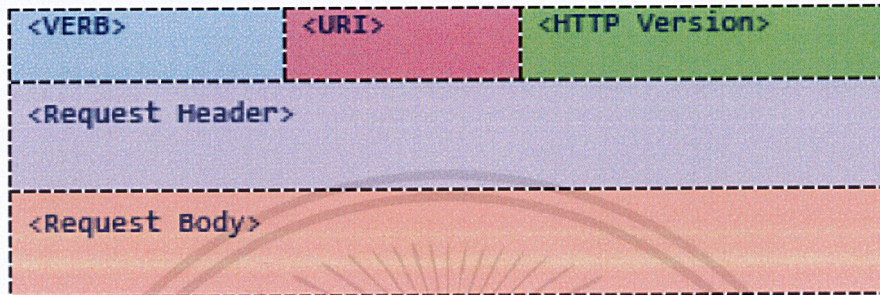 <VERB> <URI> <HTTP Version>
<Request Header>
<Request Body>